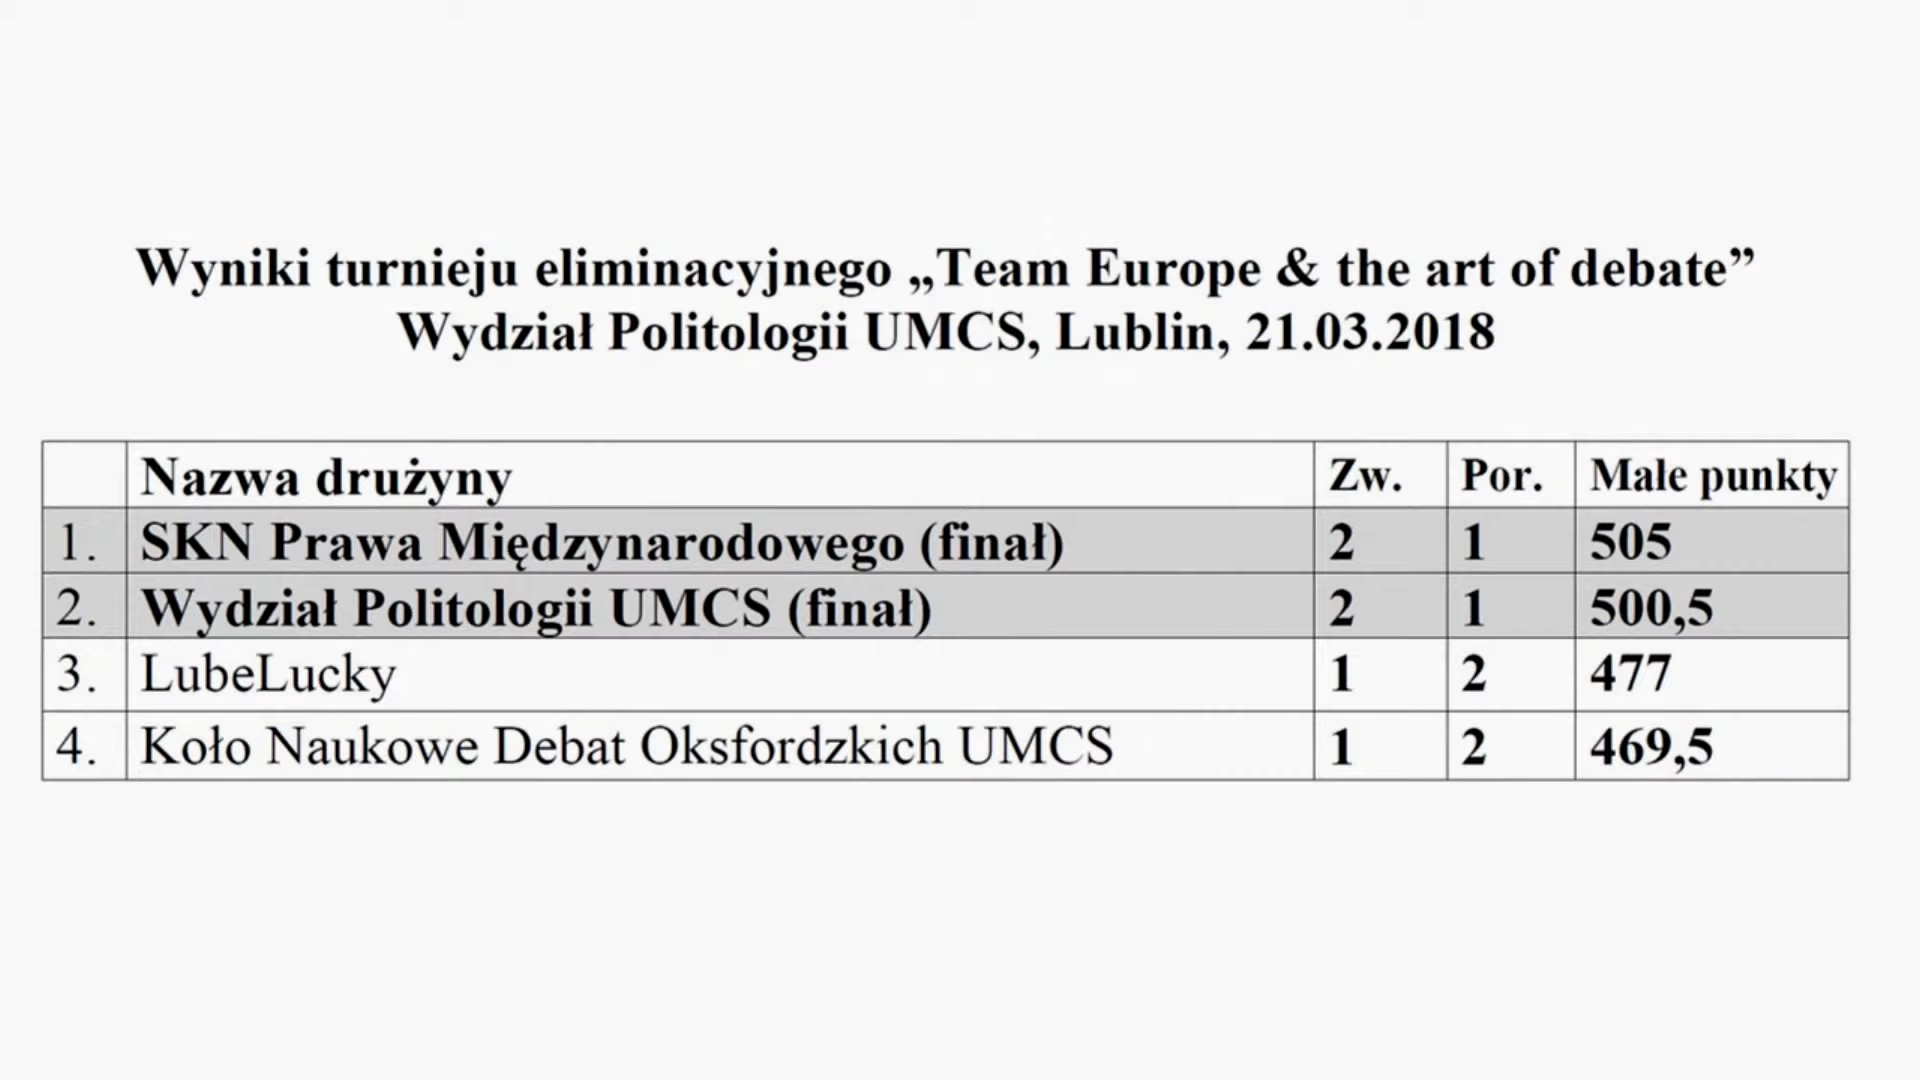 Wyniki turnieju eliminacyjnego „Team Europe & the art of debate”
Wydział Politologii UMCS, Lublin, 21.03.2018
Nazwa drużyny Zw. Por. Małe punkty
1. SKN Prawa Międzynarodowego (finał) 2 1 505
2. Wydział Politologii UMCS (finał) 2 1 500,5
3. LubeLucky 1 2 477
4. Koło Naukowe Debat Oksfordzkich UMCS 1 2 469,5